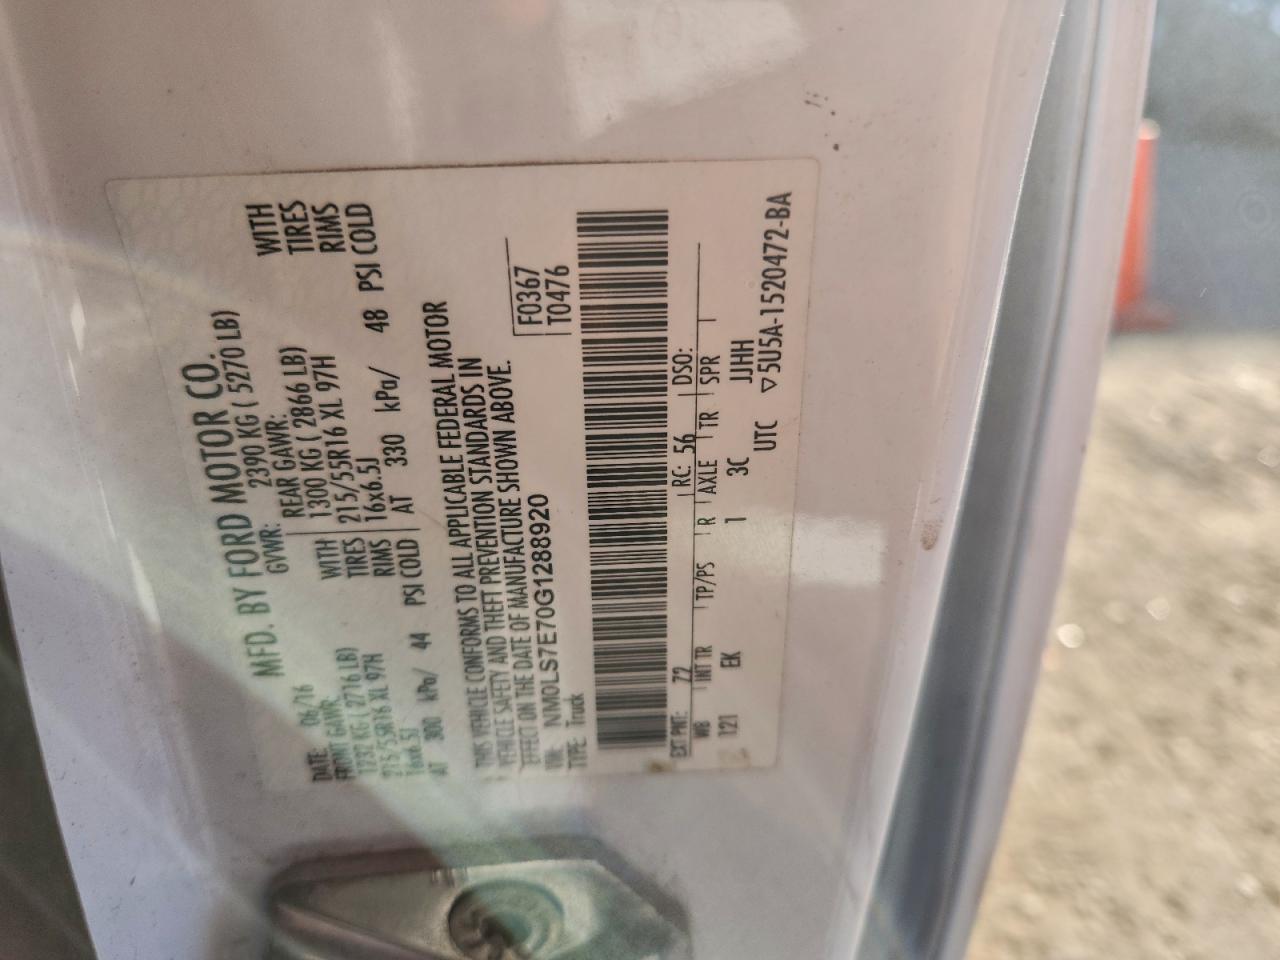 MFD. BY FORD MOTOR CO.
DATE: 06/16 GVWR: 2390 KG ( 5270 LB)
FRONT GAWR: REAR GAWR:
1232 KG ( 2716 LB) WITH 1300 KG ( 2866 LB) WITH
215/55R16 XL 97H TIRES 215/55R16 XL 97H TIRES
16x6.5J RIMS 16x6.5J RIMS
AT 300 kPa/ 44 PSI COLD AT 330 kPa/ 48 PSI COLD
THIS VEHICLE CONFORMS TO ALL APPLICABLE FEDERAL MOTOR
VEHICLE SAFETY AND THEFT PREVENTION STANDARDS IN
EFFECT ON THE DATE OF MANUFACTURE SHOWN ABOVE.
VIN: NM0LS7E70G1288920 F0367
TYPE: Truck T0476
EXT PNT: 72 RC: 56 DSO:
WB INT TR TP/PS R AXLE TR SPR
121 EK 1 3C JJHH
UTC ▽5U5A-1520472-BA